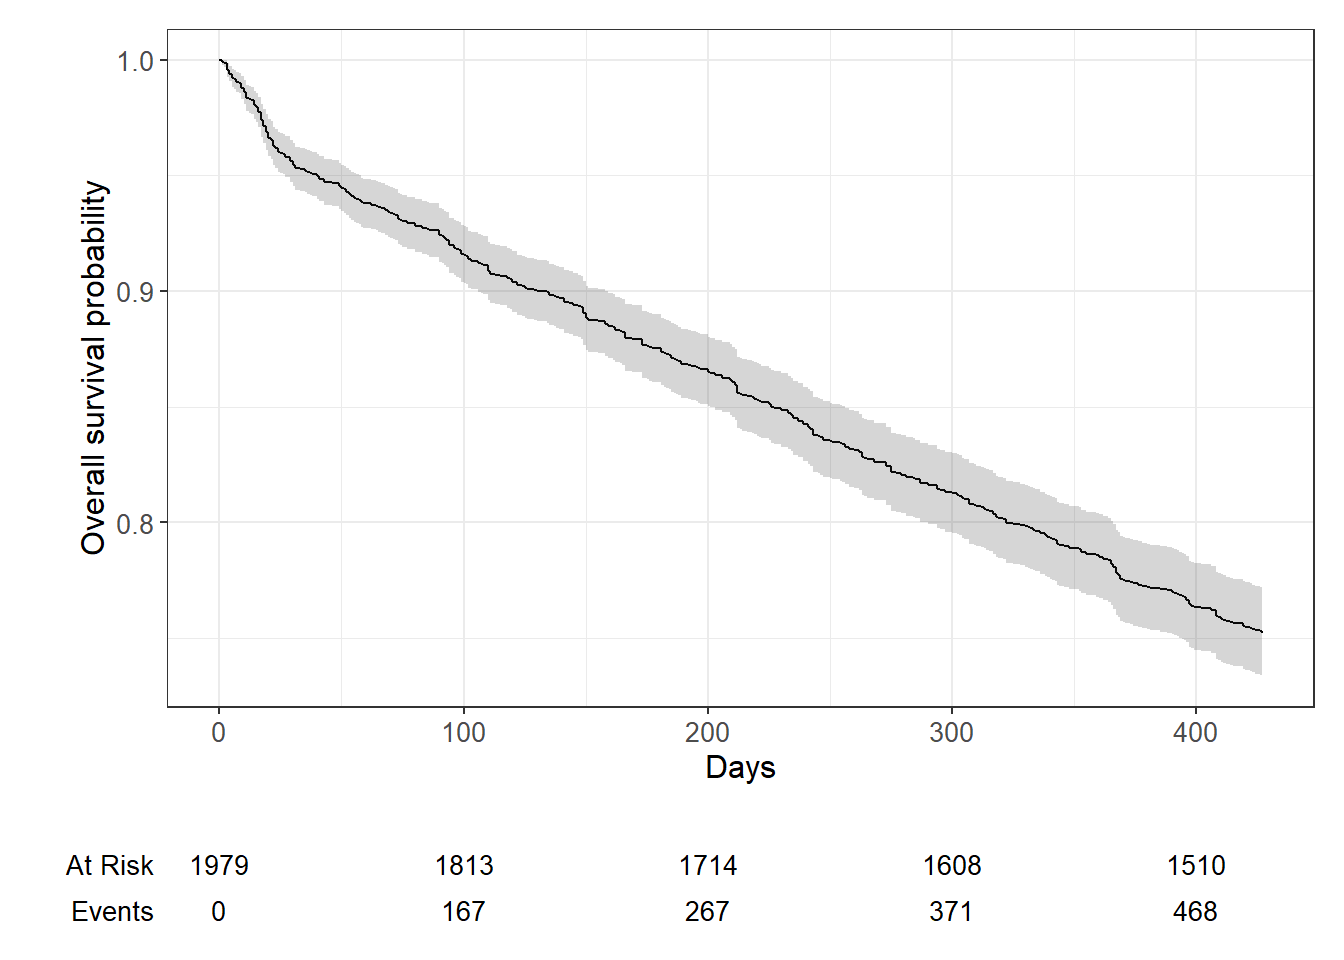 Overall survival probability
1.0
0.9
0.8
0 100 200 300 400
Days
At Risk 1979 1813 1714 1608 1510
Events 0 167 267 371 468